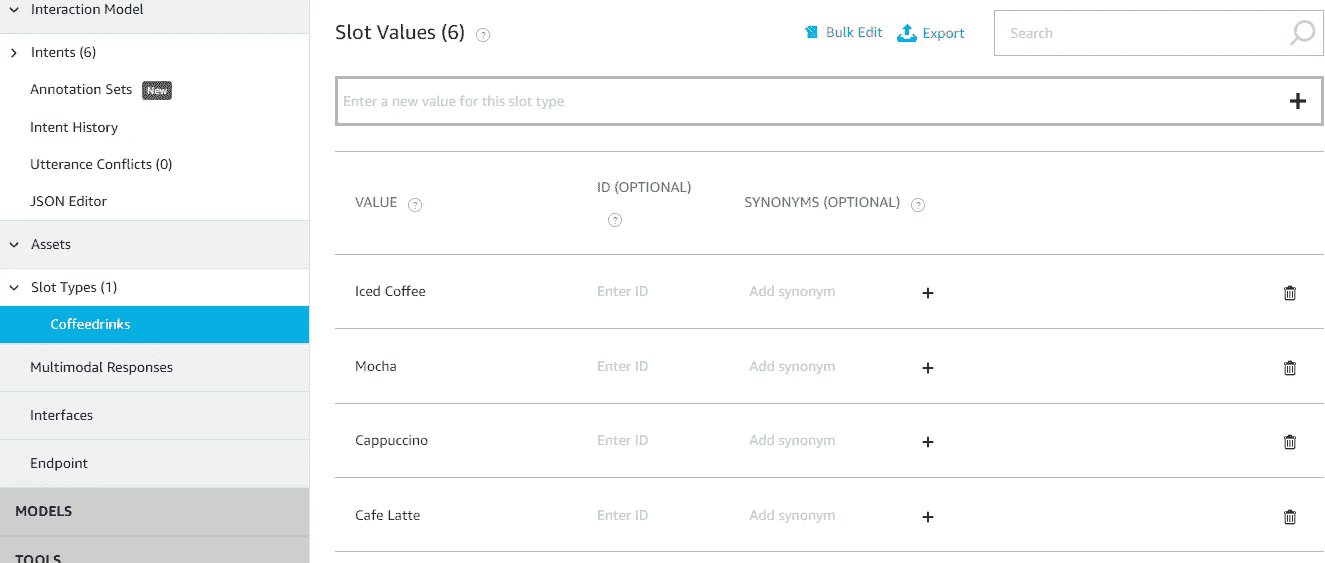 Interaction Model
Intents (6)
Annotation Sets New
Intent History
Utterance Conflicts (0)
JSON Editor
Assets
Slot Types (1)
Coffeedrinks
Multimodal Responses
Interfaces
Endpoint
MODELS
TOOLS
Slot Values (6) ?
Bulk Edit
Export
Search
Enter a new value for this slot type +
VALUE ?
ID (OPTIONAL) ?
SYNONYMS (OPTIONAL) ?
Iced Coffee Enter ID Add synonym +
Mocha Enter ID Add synonym +
Cappuccino Enter ID Add synonym +
Cafe Latte Enter ID Add synonym +